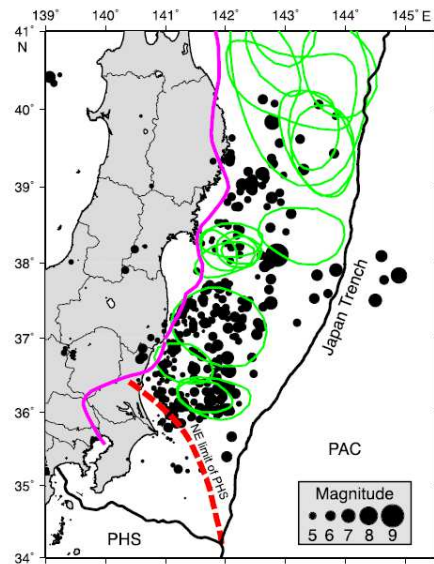 139˚ 140˚ 141˚ 142˚ 143˚ 144˚ 145˚E
41˚
N
40˚
39˚
38˚
37˚
36˚
35˚
34˚
Japan Trench
NE limit of PHS
PAC
PHS
Magnitude
5 6 7 8 9